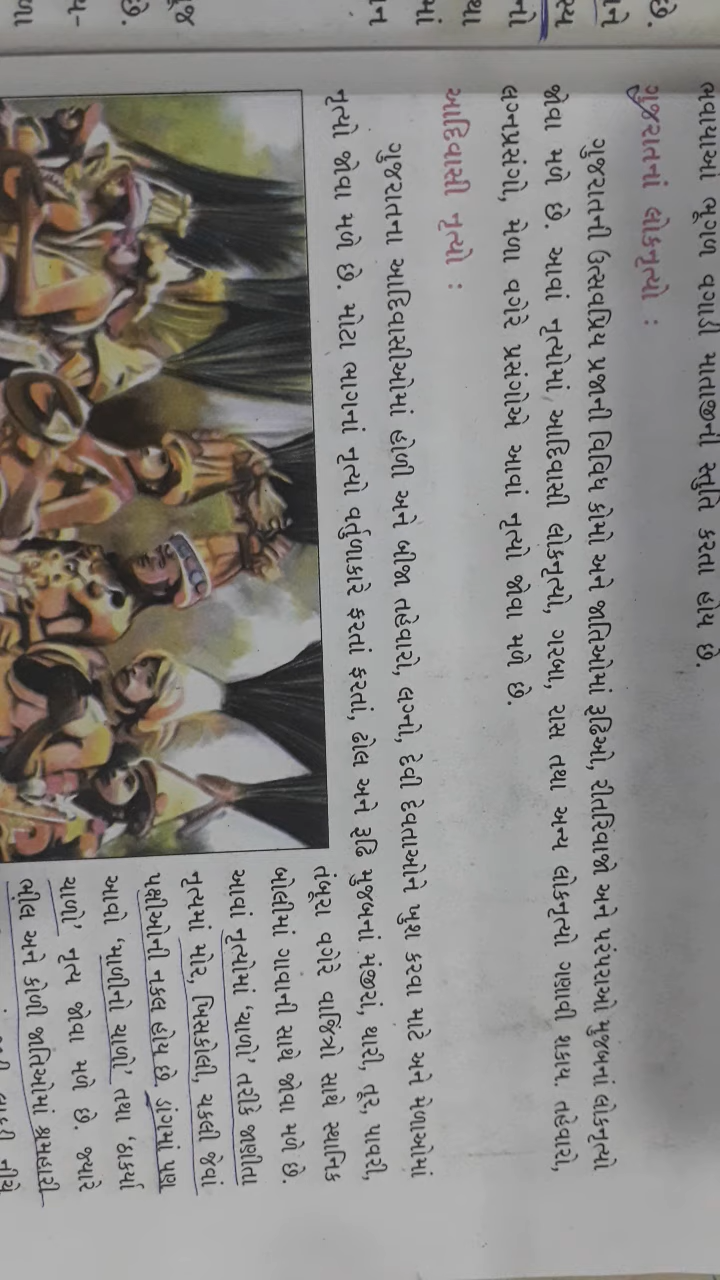 ભવાયાઓ ભૂંગળ વગાડી માતાજીની સ્તુતિ કરતા હોય છે.
ગુજરાતનાં લોકનૃત્યો :
ગુજરાતની ઉત્સવપ્રિય પ્રજાની વિવિધ કોમો અને જાતિઓમાં રૂઢિઓ, રીતરિવાજો અને પરંપરાઓ મુજબનાં લોકનૃત્યો
જોવા મળે છે. આવાં નૃત્યોમાં આદિવાસી લોકનૃત્યો, ગરબા, રાસ તથા અન્ય લોકનૃત્યો ગણાવી શકાય. તહેવારો,
લગ્નપ્રસંગો, મેળા વગેરે પ્રસંગોએ આવાં નૃત્યો જોવા મળે છે.
આદિવાસી નૃત્યો :
ગુજરાતના આદિવાસીઓમાં હોળી અને બીજા તહેવારો, લગ્નો, દેવી દેવતાઓને ખુશ કરવા માટે અને મેળાઓમાં
નૃત્યો જોવા મળે છે. મોટા ભાગનાં નૃત્યો વર્તુળાકારે ફરતાં ફરતાં, ઢોલ અને રૂઢિ મુજબનાં મંજીરાં, થારી, તૂર, પાવરી,
તંબૂરા વગેરે વાજિંત્રો સાથે સ્થાનિક
બોલીમાં ગાવાની સાથે જોવા મળે છે.
આવાં નૃત્યોમાં ‘ચાળો’ તરીકે જાણીતા
નૃત્યમાં મોર, ખિસકોલી, ચકલી જેવાં
પક્ષીઓની નકલ હોય છે. ડાંગમાં પણ
આવો ‘માળીનો ચાળો’ તથા ‘ઠાકર્યા
ચાળો’ નૃત્ય જોવા મળે છે. જ્યારે
ભીલ અને કોળી જાતિઓમાં શ્રમહારી
છે.
મા
છે.